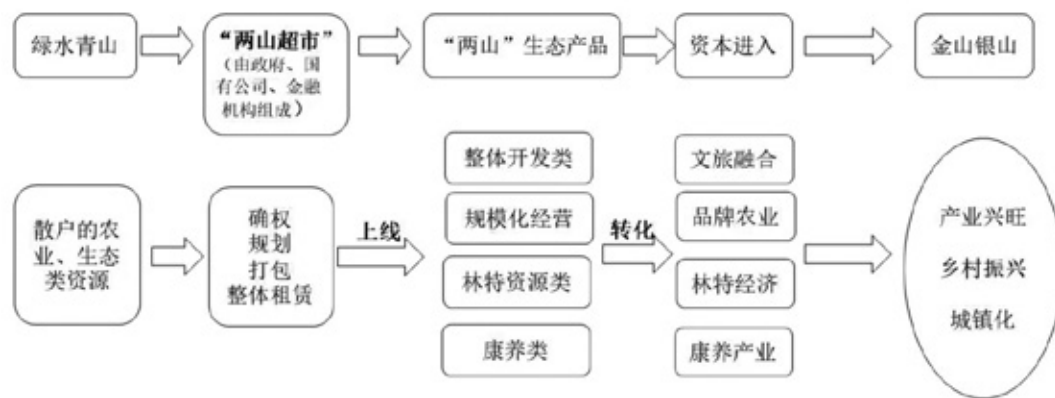 绿水青山
“两山超市”
（由政府、国
有公司、金融
机构组成）
“两山”生态产品
资本进入
金山银山
散户的农
业、生态
类资源
确权
规划
打包
整体租赁
上线
整体开发类
规模化经营
林特资源类
康养类
转化
文旅融合
品牌农业
林特经济
康养产业
产业兴旺
乡村振兴
城镇化